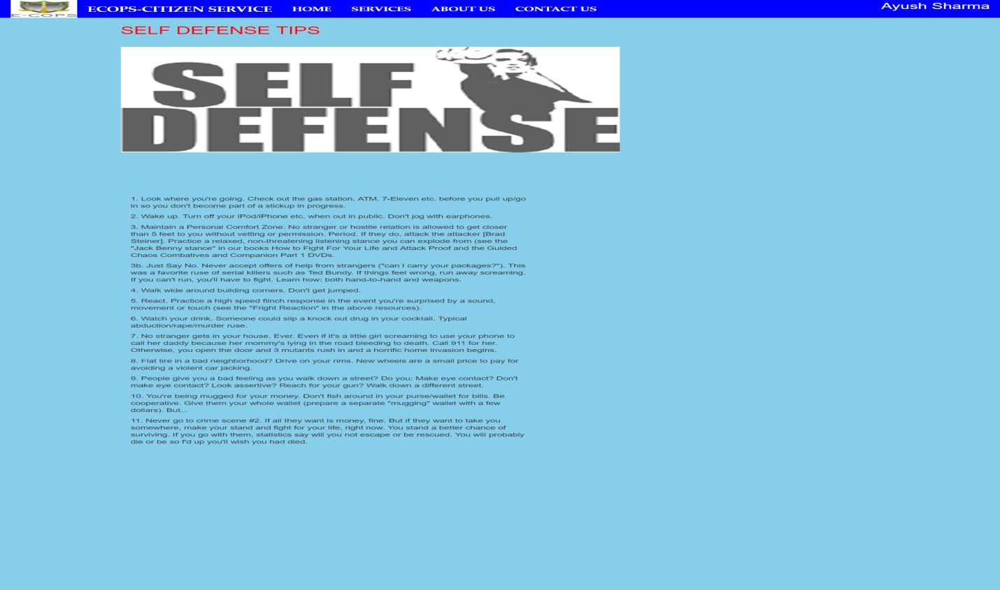 E-COPS
ECOPS-CITIZEN SERVICE HOME SERVICES ABOUT US CONTACT US Ayush Sharma
SELF DEFENSE TIPS
SELF
DEFENSE
1. Look where you're going. Check out the gas station, ATM, 7-Eleven etc. before you pull up/go
in so you don't become part of a stickup in progress.
2. Wake up. Turn off your iPod/iPhone etc. when out in public. Don't jog with earphones.
3. Maintain a Personal Comfort Zone. No stranger or hostile relation is allowed to get closer
than 5 feet to you without vetting or permission. Period. If they do, attack the attacker [Brad
Steiner]. Practice a relaxed, non-threatening listening stance you can explode from (see the
"Jack Benny stance" in our books How to Fight For Your Life and Attack Proof and the Guided
Chaos Combatives and Companion Part 1 DVDs.
3b. Just Say No. Never accept offers of help from strangers ("can I carry your packages?"). This
was a favorite ruse of serial killers such as Ted Bundy. If things feel wrong, run away screaming.
If you can't run, you'll have to fight. Learn how: both hand-to-hand and weapons.
4. Walk wide around building corners. Don't get jumped.
5. React. Practice a high speed flinch response in the event you're surprised by a sound,
movement or touch (see the "Fright Reaction" in the above resources).
6. Watch your drink. Someone could slip a knock out drug in your cocktail. Typical
abduction/rape/murder ruse.
7. No stranger gets in your house. Ever. Even if it's a little girl screaming to use your phone to
call her daddy because her mommy's lying in the road bleeding to death. Call 911 for her.
Otherwise, you open the door and 3 mutants rush in and a horrific home invasion begins.
8. Flat tire in a bad neighborhood? Drive on your rims. New wheels are a small price to pay for
avoiding a violent car jacking.
9. People give you a bad feeling as you walk down a street? Do you: Make eye contact? Don't
make eye contact? Look assertive? Reach for your gun? Walk down a different street.
10. You're being mugged for your money. Don't fish around in your purse/wallet for bills. Be
cooperative. Give them your whole wallet (prepare a separate "mugging" wallet with a few
dollars). But...
11. Never go to crime scene #2. If all they want is money, fine. But if they want to take you
somewhere, make your stand and fight for your life, right now. You stand a better chance of
surviving. If you go with them, statistics say will you not escape or be rescued. You will probably
die or be so f'd up you'll wish you had died.